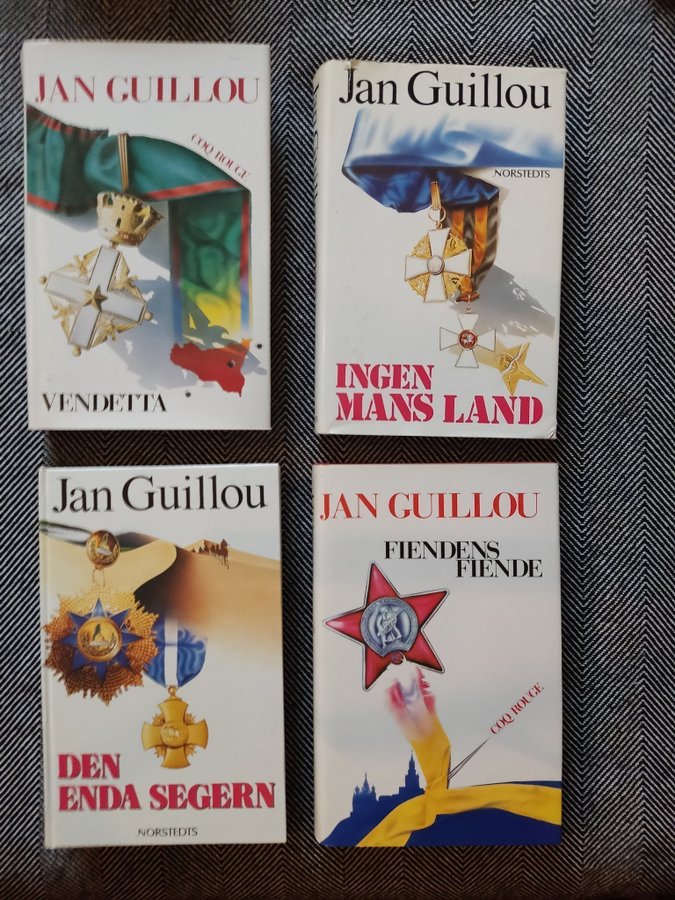 JAN GUILLOU
COQ ROUGE
VENDETTA
Jan Guillou
NORSTEDTS
INGEN
MANS LAND
Jan Guillou
DEN
ENDA SEGERN
NORSTEDTS
JAN GUILLOU
FIENDENS
FIENDE
COQ ROUGE